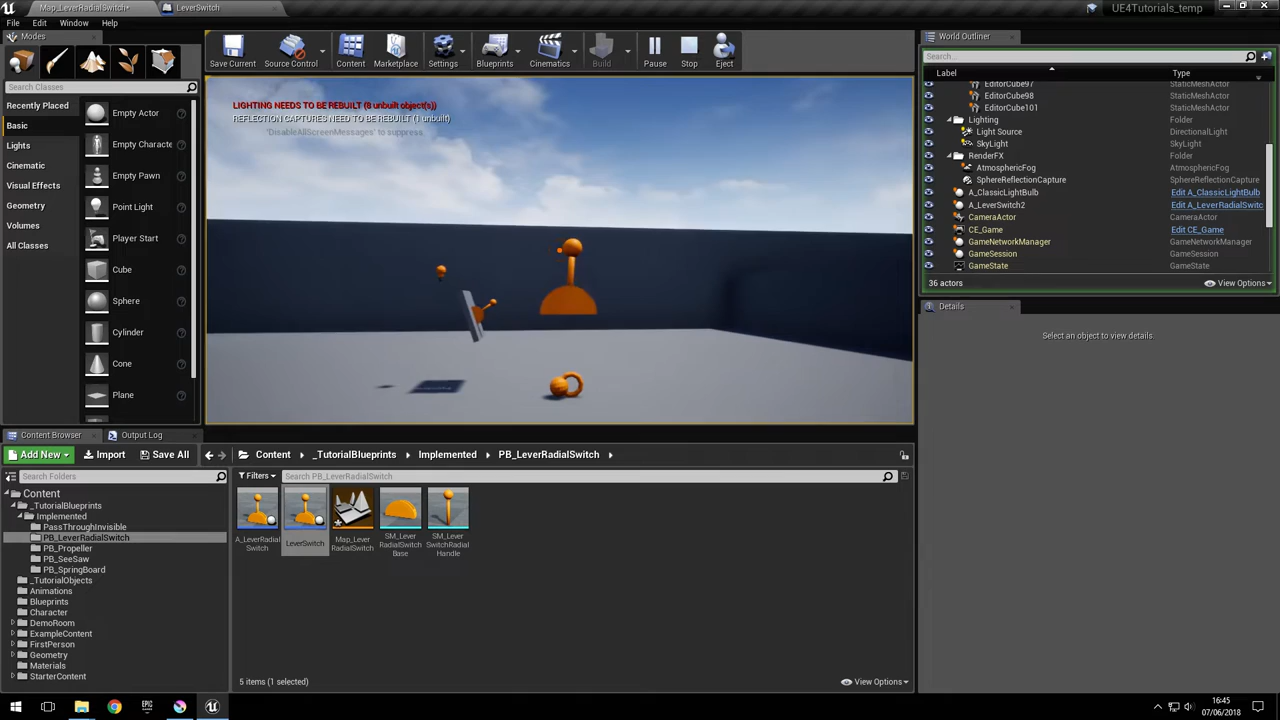 Map_LeverRadialSwitch*
LeverSwitch
UE4Tutorials_temp
File Edit Window Help
Modes
Search Classes
Recently Placed
Basic
Lights
Cinematic
Visual Effects
Geometry
Volumes
All Classes
Empty Actor
Empty Characte
Empty Pawn
Point Light
Player Start
Cube
Sphere
Cylinder
Cone
Plane
Save Current
Source Control
Content
Marketplace
Settings
Blueprints
Cinematics
Build
Pause
Stop
Eject
LIGHTING NEEDS TO BE REBUILT (8 unbuilt object(s))
REFLECTION CAPTURES NEED TO BE REBUILT (1 unbuilt)
'DisableAllScreenMessages' to suppress
World Outliner
Search...
Label Type
EditorCube97 StaticMeshActor
EditorCube98 StaticMeshActor
EditorCube101 StaticMeshActor
Lighting Folder
Light Source DirectionalLight
SkyLight SkyLight
RenderFX Folder
AtmosphericFog AtmosphericFog
SphereReflectionCapture SphereReflectionCapture
A_ClassicLightBulb Edit A_ClassicLightBulb
A_LeverSwitch2 Edit A_LeverRadialSwitc
CameraActor CameraActor
CE_Game Edit CE_Game
GameNetworkManager GameNetworkManager
GameSession GameSession
GameState GameState
36 actors
View Options
Details
Select an object to view details.
Content Browser
Output Log
Add New
Import
Save All
Content
_TutorialBlueprints
Implemented
PB_LeverRadialSwitch
Search Folders
Filters
Search PB_LeverRadialSwitch
Content
_TutorialBlueprints
Implemented
PassThroughInvisible
PB_LeverRadialSwitch
PB_Propeller
PB_SeeSaw
PB_SpringBoard
_TutorialObjects
Animations
Blueprints
Character
DemoRoom
ExampleContent
FirstPerson
Geometry
Materials
StarterContent
A_LeverRadial
Switch
LeverSwitch
Map_Lever
RadialSwitch
SM_Lever
RadialSwitch
Base
SM_Lever
SwitchRadial
Handle
5 items (1 selected)
View Options
16:45
07/06/2018